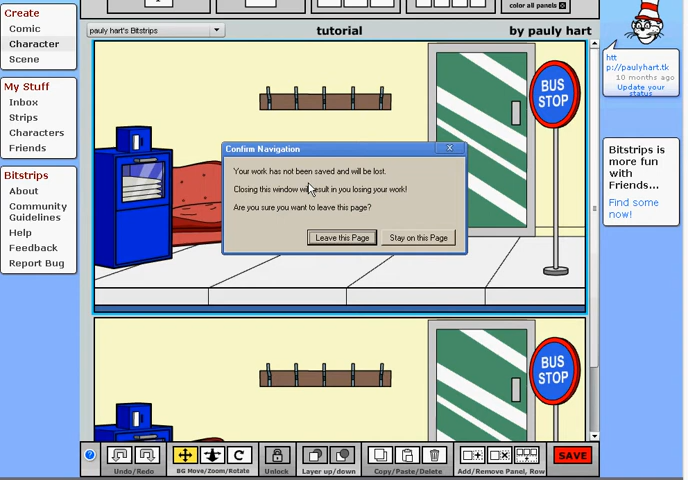 Create
Comic
Character
Scene
My Stuff
Inbox
Strips
Characters
Friends
Bitstrips
About
Community
Guidelines
Help
Feedback
Report Bug
color all panels
pauly hart's Bitstrips
tutorial
by pauly hart
BUS
STOP
Confirm Navigation
Your work has not been saved and will be lost.
Closing this window will result in you losing your work!
Are you sure you want to leave this page?
Leave this Page
Stay on this Page
BUS
STOP
Undo/Redo
BG Move/Zoom/Rotate
Unlock
Layer up/down
Copy/Paste/Delete
Add/Remove Panel, Row
SAVE
htt
p://paulyhart.tk
10 months ago
Update your
status
Bitstrips is
more fun
with
Friends...
Find some
now!